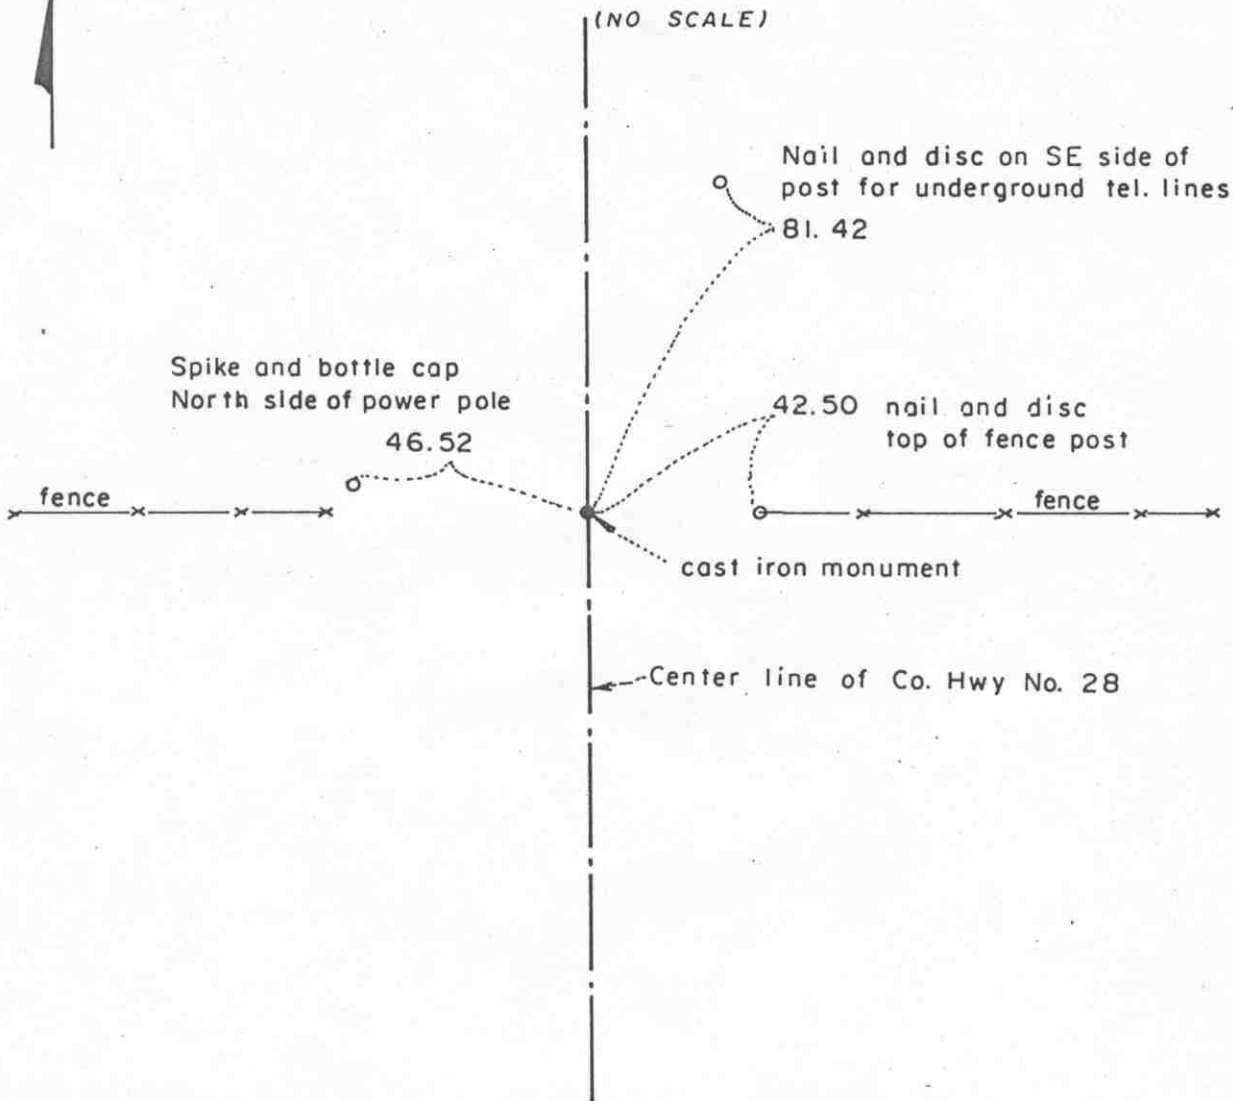 (NO SCALE)
Nail and disc on SE side of
post for underground tel. lines
81.42
Spike and bottle cap
North side of power pole
46.52
42.50 nail and disc
top of fence post
fence
fence
cast iron monument
Center line of Co. Hwy No. 28